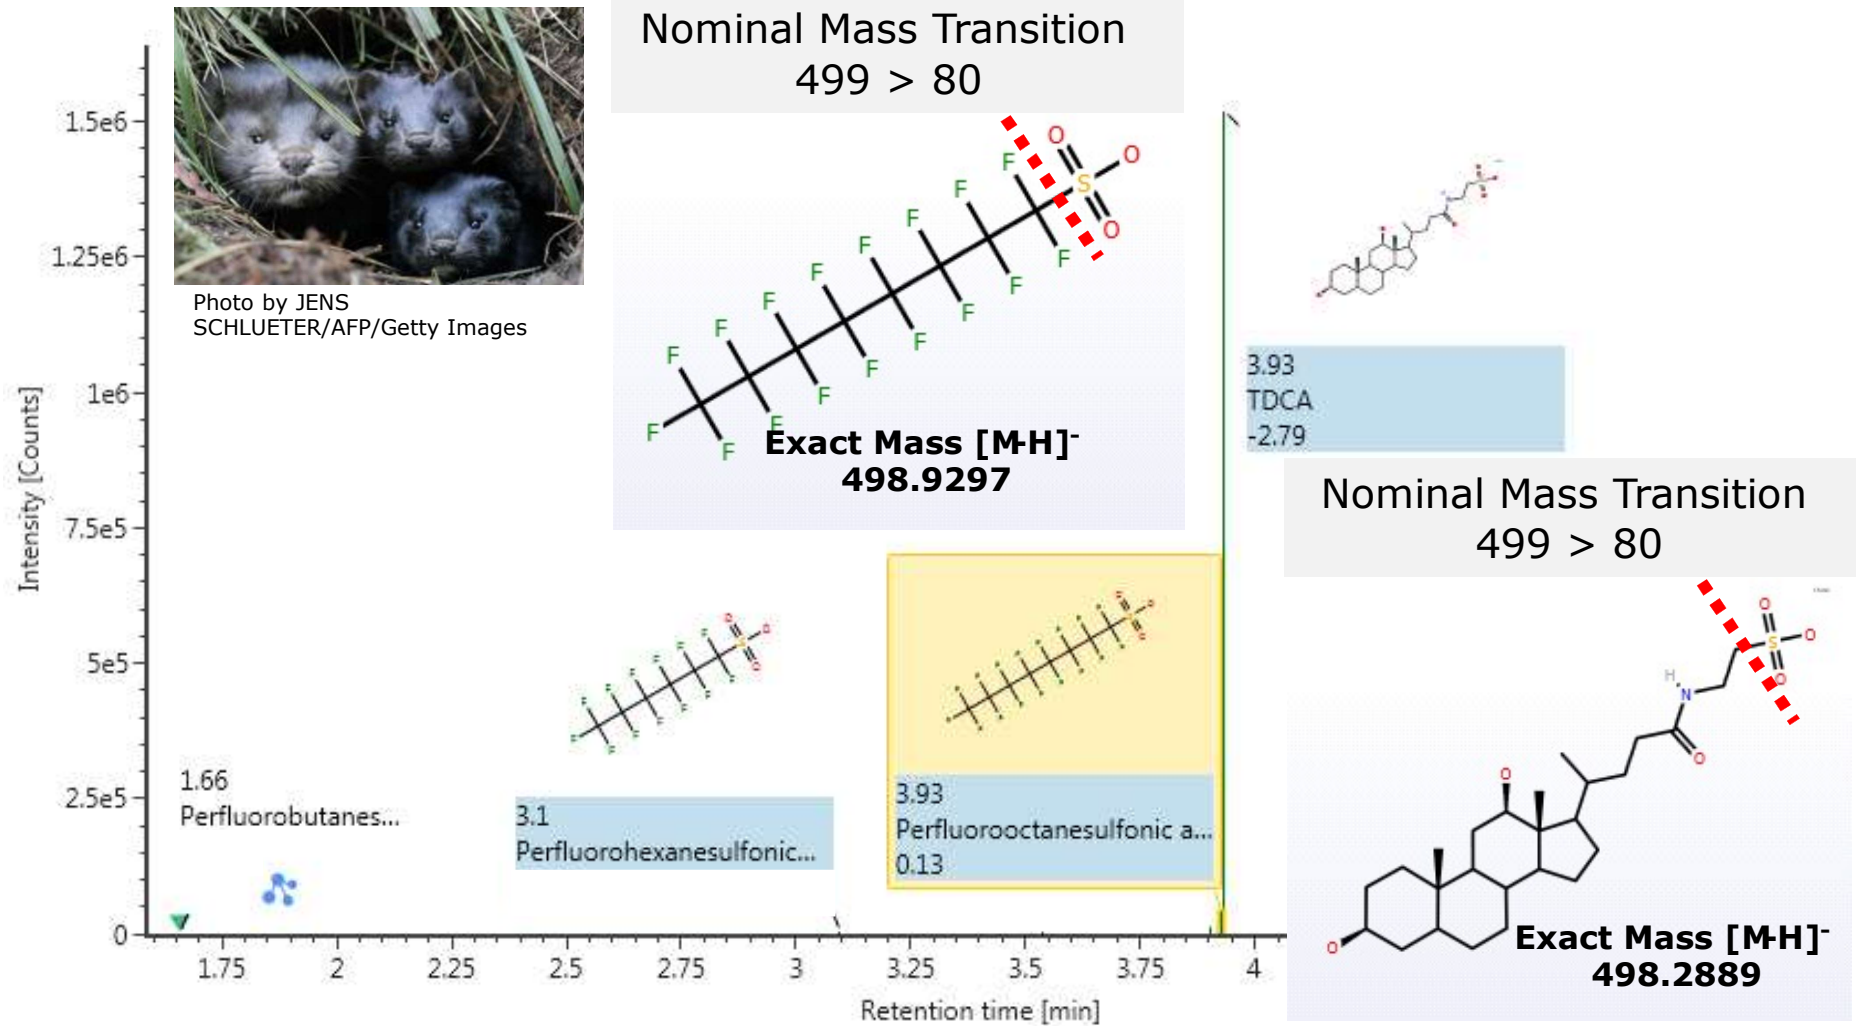 Nominal Mass Transition
499 > 80
Photo by JENS
SCHLUETER/AFP/Getty Images
Exact Mass [M-H]-
498.9297
3.93
TDCA
-2.79
Nominal Mass Transition
499 > 80
Exact Mass [M-H]-
498.2889
1.66
Perfluorobutanes...
3.1
Perfluorohexanesulfonic...
3.93
Perfluorooctanesulfonic a...
0.13
Intensity [Counts]
1.5e6
1.25e6
1e6
7.5e5
5e5
2.5e5
0
1.75 2 2.25 2.5 2.75 3 3.25 3.5 3.75 4
Retention time [min]
F F F F F F F F F F F F F F F F F
O O O
S
O O O
S
H
N
O
O
O